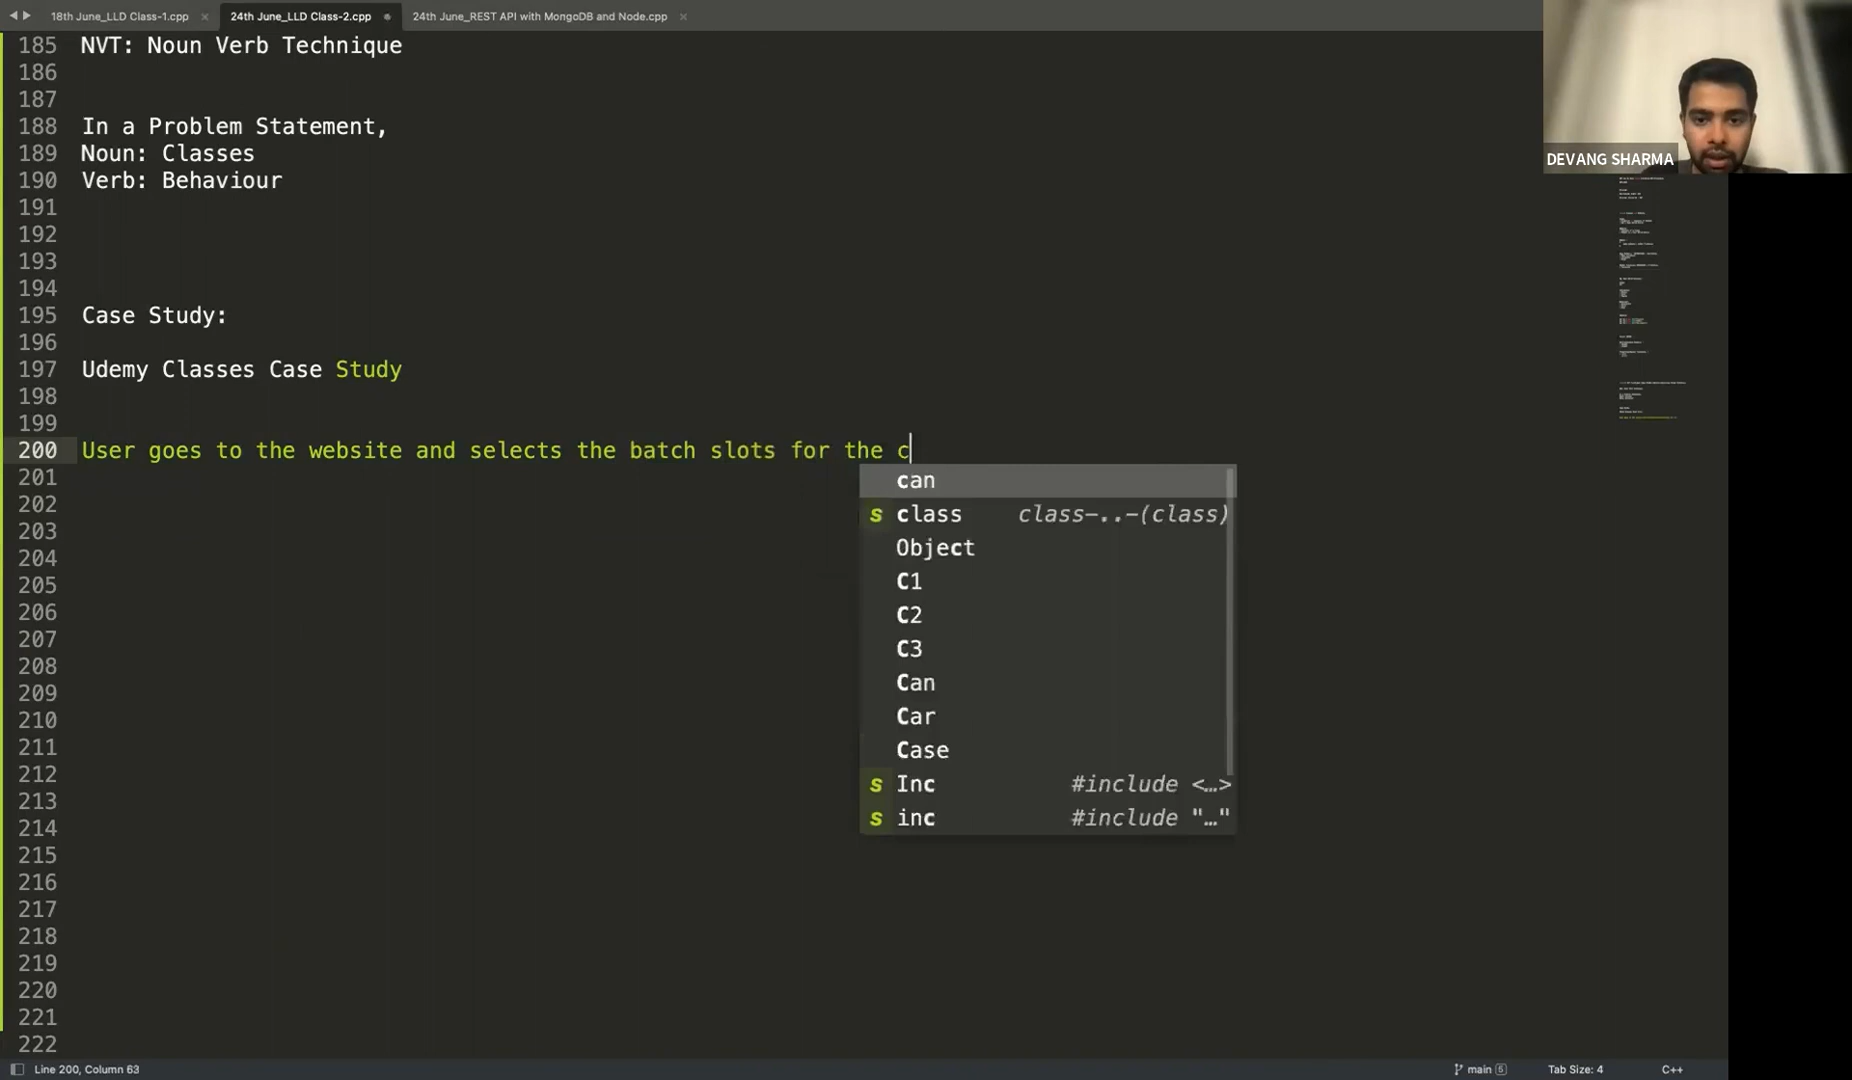 18th June_LLD Class-1.cpp
24th June_LLD Class-2.cpp
24th June_REST API with MongoDB and Node.cpp
DEVANG SHARMA
185 NVT: Noun Verb Technique
186
187
188 In a Problem Statement,
189 Noun: Classes
190 Verb: Behaviour
191
192
193
194
195 Case Study:
196
197 Udemy Classes Case Study
198
199
200 User goes to the website and selects the batch slots for the c
201
202
203
204
205
206
207
208
209
210
211
212
213
214
215
216
217
218
219
220
221
222
can
s class class-..-(class)
Object
C1
C2
C3
Can
Car
Case
s Inc #include <…>
s inc #include "…"
Line 200, Column 63
main 5
Tab Size: 4
C++